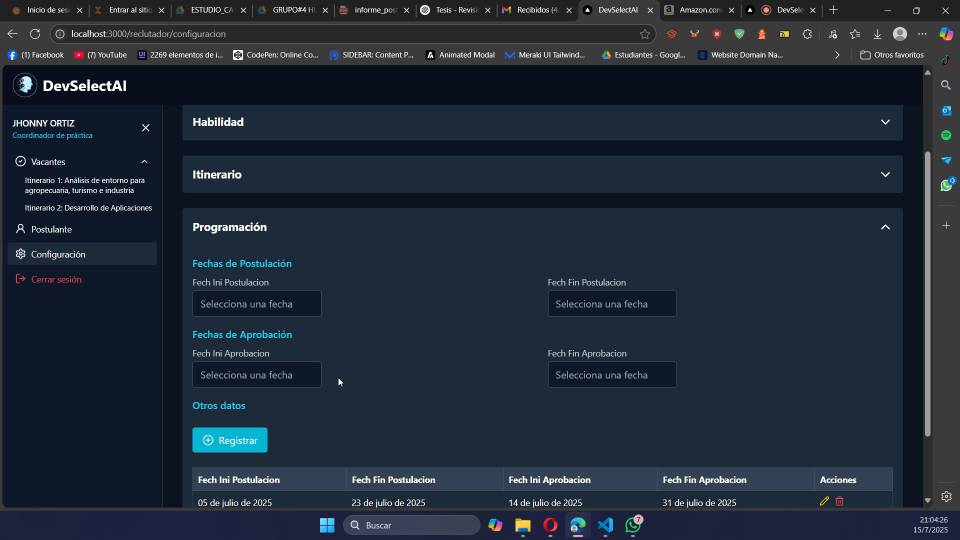 Inicio de sesi
Entrar al sitio
ESTUDIO_CA
GRUPO#4 HU
informe_post
Tesis - Revisi
Recibidos (4.
DevSelectAI
Amazon.com
DevSele
localhost:3000/reclutador/configuracion
(1) Facebook
(7) YouTube
2269 elementos de i...
CodePen: Online Co...
SIDEBAR: Content P...
Animated Modal
Meraki UI Tailwind...
Estudiantes - Googl...
Website Domain Na...
Otros favoritos
DevSelectAI
JHONNY ORTIZ
Coordinador de práctica
Vacantes
Itinerario 1: Análisis de entorno para
agropecuaria, turismo e industria
Itinerario 2: Desarrollo de Aplicaciones
Postulante
Configuración
Cerrar sesión
Habilidad
Itinerario
Programación
Fechas de Postulación
Fech Ini Postulacion
Fech Fin Postulacion
Selecciona una fecha
Selecciona una fecha
Fechas de Aprobación
Fech Ini Aprobacion
Fech Fin Aprobacion
Selecciona una fecha
Selecciona una fecha
Otros datos
Registrar
Fech Ini Postulacion
Fech Fin Postulacion
Fech Ini Aprobacion
Fech Fin Aprobacion
Acciones
05 de julio de 2025
23 de julio de 2025
14 de julio de 2025
31 de julio de 2025
Buscar
7
21:04:26
15/7/2025